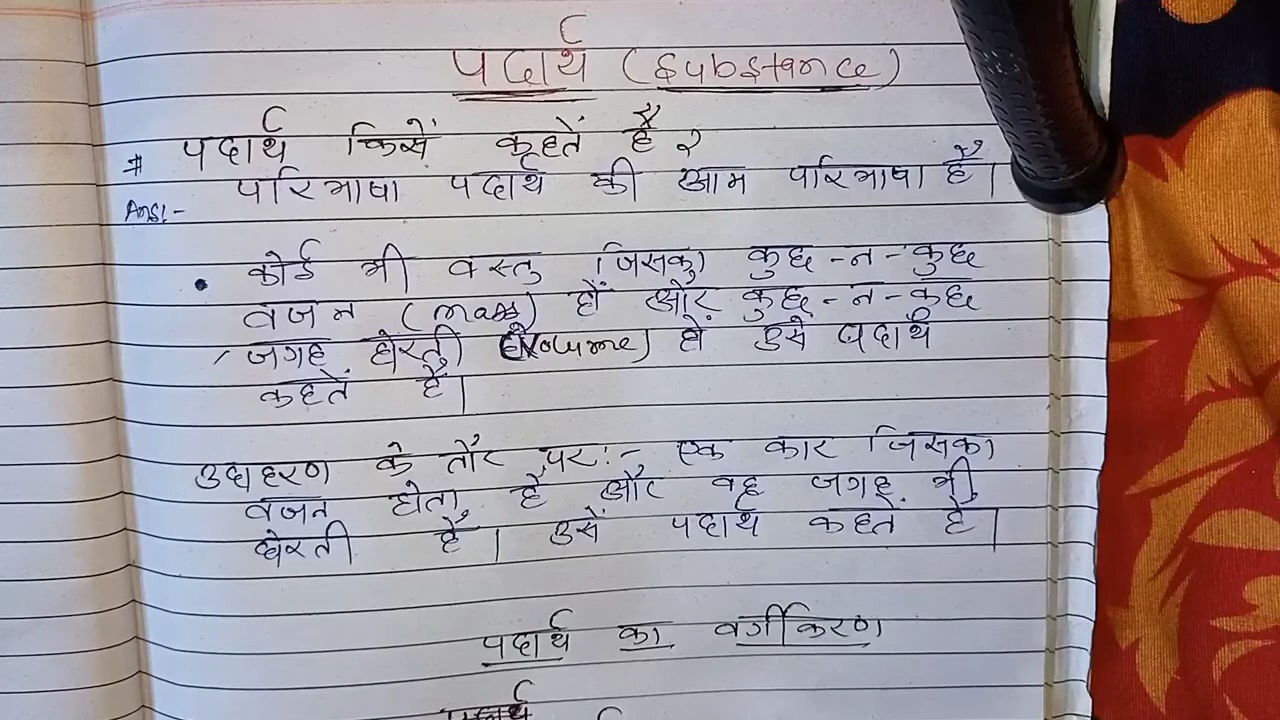 पदार्थ (Substance)
# पदार्थ किसें कहतें है ?
Ans:- परिभाषा पदार्थ की आम परिभाषा है।
• कोई भी वस्तु जिसका कुछ-न-कुछ
वजन (mass) हों और कुछ-न-कुछ
जगह घेरती (Volume) हो उसे पदार्थ
कहतें है।
उदाहरण के तौर पर:- एक कार जिसका
वजन होता है और वह जगह भी
घेरती है। उसें पदार्थ कहते है।
पदार्थ का वर्गीकरण
पदार्थ